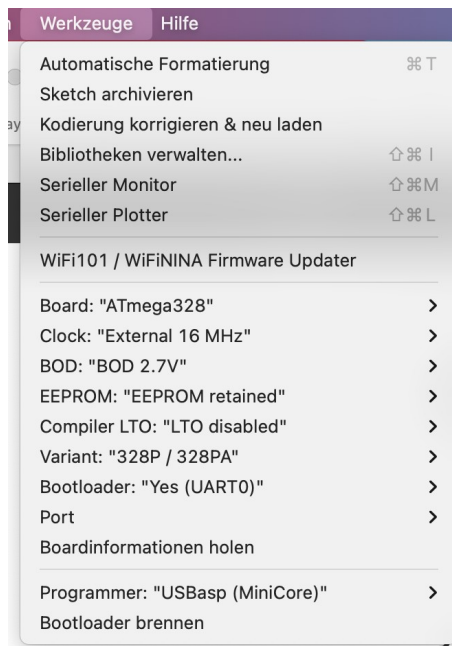 Werkzeuge Hilfe
Automatische Formatierung ⌘ T
Sketch archivieren
Kodierung korrigieren & neu laden
Bibliotheken verwalten... ⇧⌘ I
Serieller Monitor ⇧⌘M
Serieller Plotter ⇧⌘ L
WiFi101 / WiFiNINA Firmware Updater
Board: "ATmega328"
Clock: "External 16 MHz"
BOD: "BOD 2.7V"
EEPROM: "EEPROM retained"
Compiler LTO: "LTO disabled"
Variant: "328P / 328PA"
Bootloader: "Yes (UART0)"
Port
Boardinformationen holen
Programmer: "USBasp (MiniCore)"
Bootloader brennen